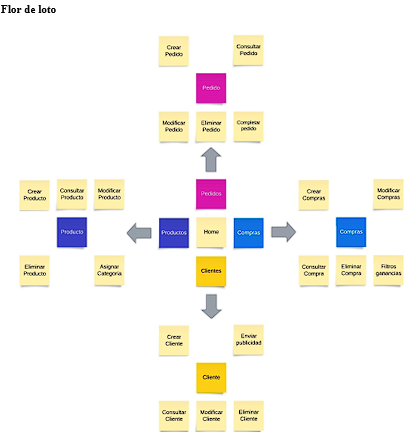 Flor de loto
Crear
Pedido
Consultar
Pedido
Pedido
Modificar
Pedido
Eliminar
Pedido
Completar
pedido
Crear
Producto
Consultar
Producto
Modificar
Producto
Pedidos
Crear
Compras
Modificar
Compras
Producto
Productos
Home
Compras
Compras
Eliminar
Producto
Asignar
Categoria
Clientes
Consultar
Compra
Eliminar
Compra
Filtros
ganancias
Crear
Cliente
Enviar
publicidad
Cliente
Consultar
Cliente
Modificar
Cliente
Eliminar
Cliente